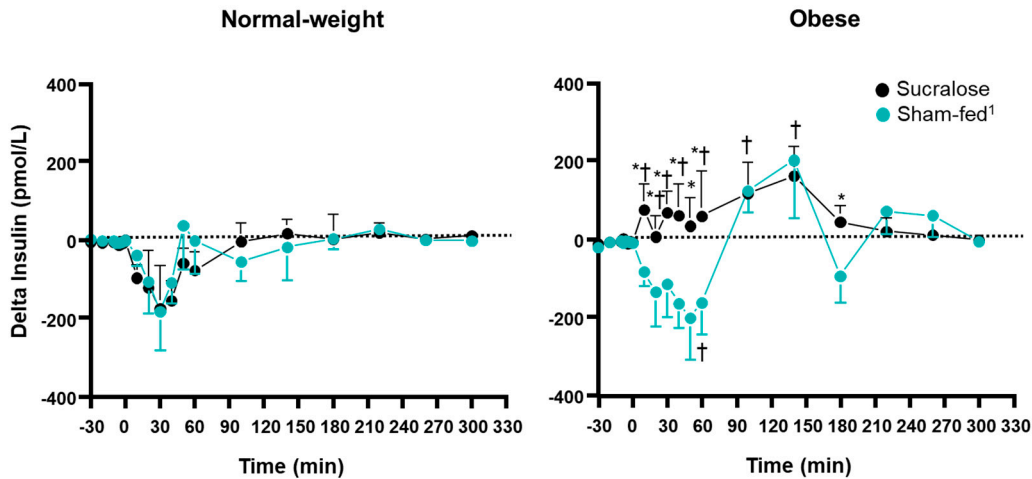 Normal-weight
Obese
Delta Insulin (pmol/L)
400
200
0
-200
-400
-30 0 30 60 90 120 150 180 210 240 270 300 330
Time (min)
400
200
0
-200
-400
*† *† *† *† *† * † † *
†
-30 0 30 60 90 120 150 180 210 240 270 300 330
Time (min)
Sucralose
Sham-fed¹